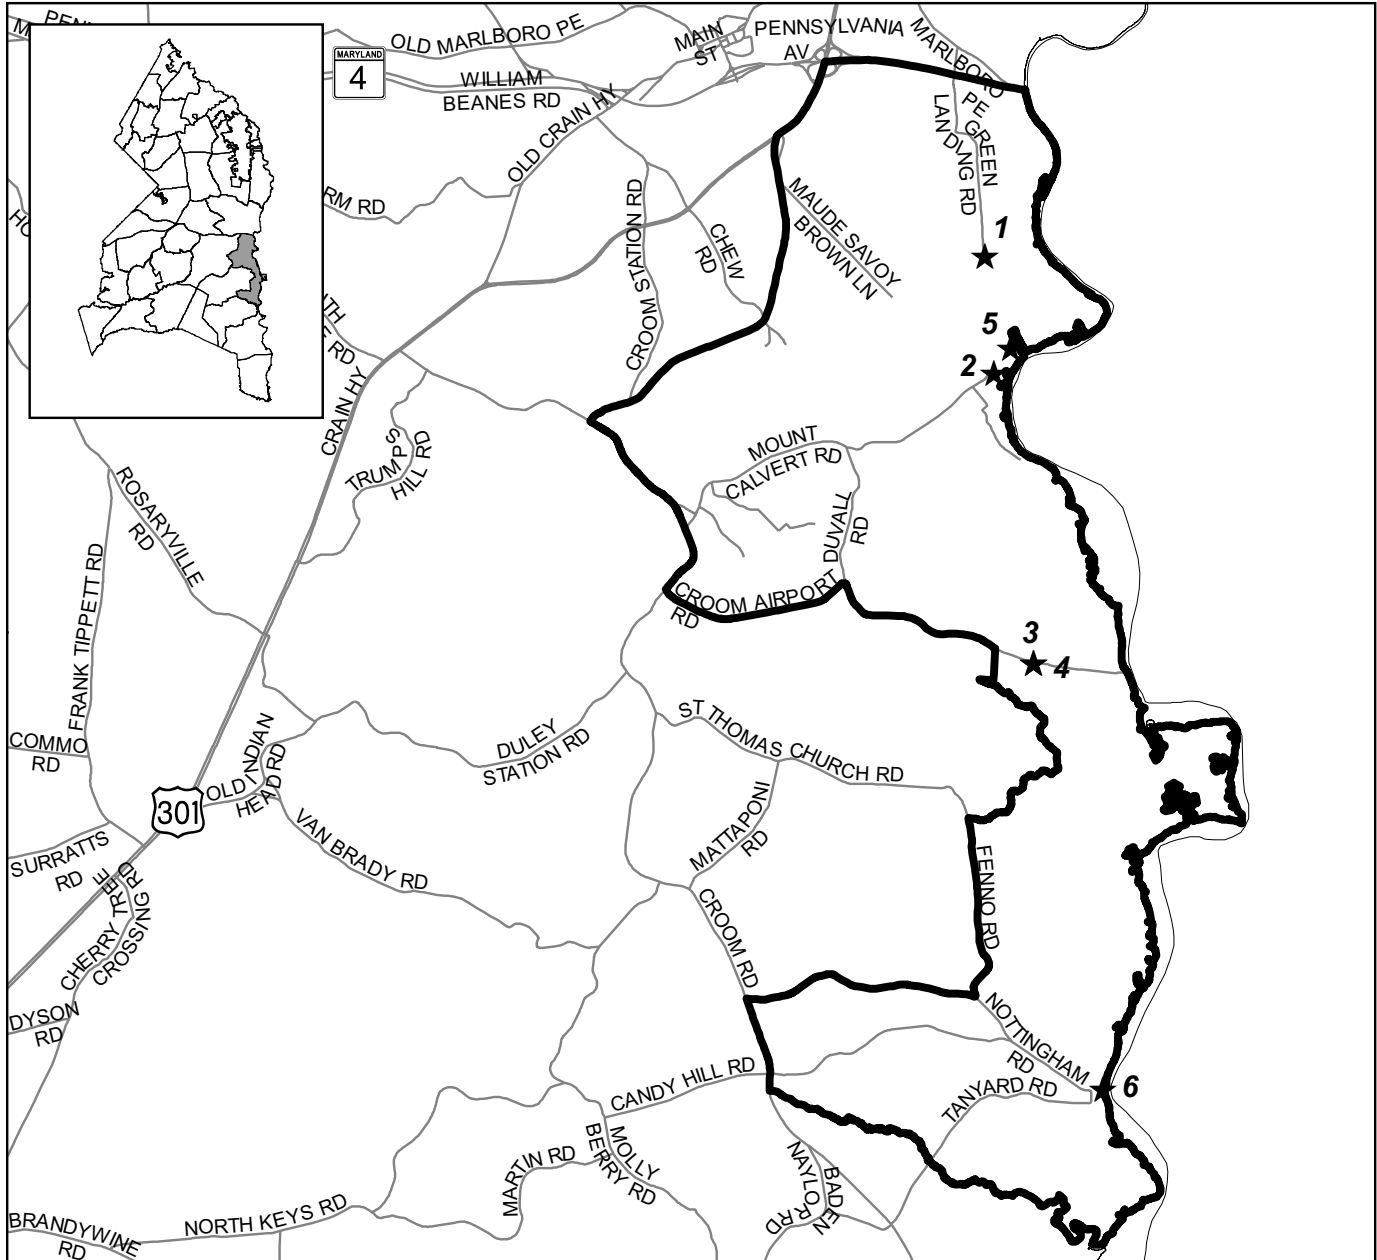 OLD MARLBORO PE
MAIN
ST
PENNSYLVANIA
AV
MARLBORO
PE
MARYLAND
4
WILLIAM
BEANES RD
OLD CRAIN HY
GREEN
LANDING RD
RM RD
CROOM STATION RD
CHEW
RD
MAUDE SAVOY
BROWN LN
1
5
2
E RD
CRAIN HY
TRUMPS
HILL RD
MOUNT
CALVERT RD
DUVALL
RD
ROSARYVILLE
RD
FRANK TIPPETT RD
CROOM AIRPORT
RD
3
4
ST THOMAS CHURCH RD
DULEY
STATION RD
COMMO
RD
OLD INDIAN
HEAD RD
301
MATTAPONI
RD
VAN BRADY RD
SURRATTS
RD
CHERRY TREE
CROSSING RD
FENNO RD
CROOM RD
DYSON
RD
NOTTINGHAM
RD
CANDY HILL RD
TANYARD RD
6
MOLLY
BERRY RD
MARTIN RD
NAYLOR RD
BADEN
NORTH KEYS RD
BRANDYWINE
RD